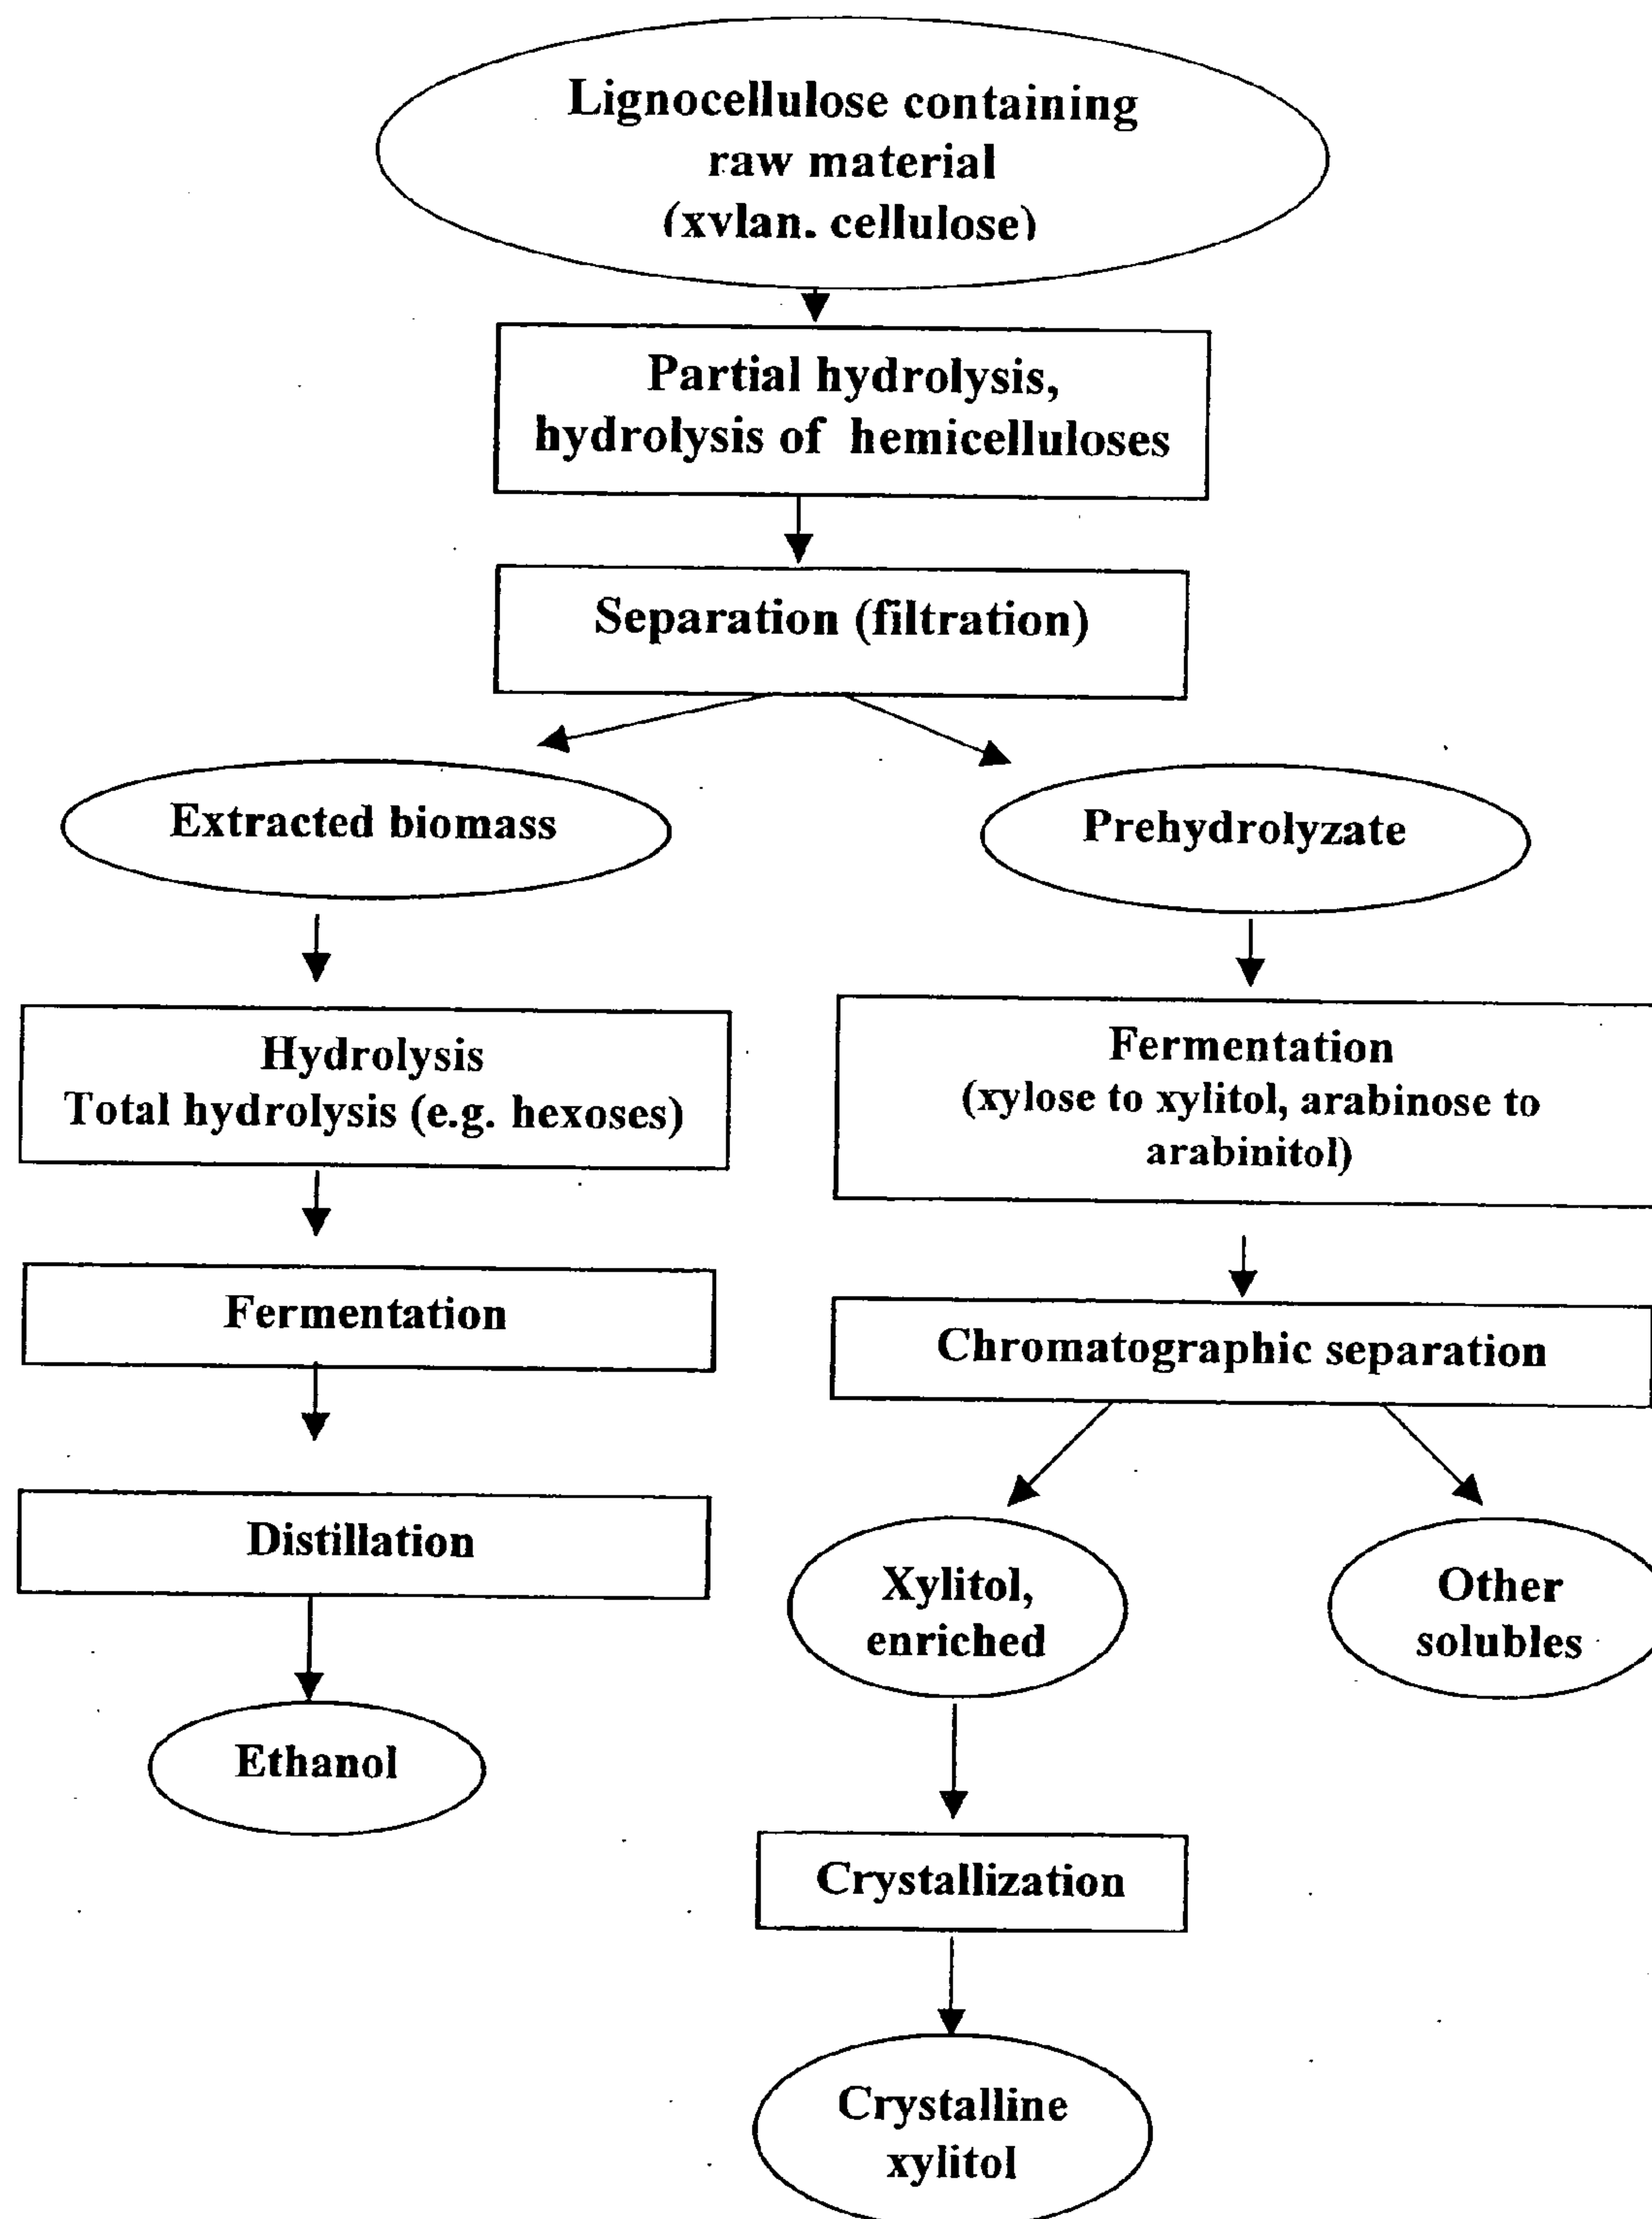 Lignocellulose containing
raw material
(xylan, cellulose)
Partial hydrolysis,
hydrolysis of hemicelluloses
Separation (filtration)
Extracted biomass
Prehydrolyzate
Hydrolysis
Total hydrolysis (e.g. hexoses)
Fermentation
(xylose to xylitol, arabinose to
arabinitol)
Fermentation
Chromatographic separation
Distillation
Xylitol,
enriched
Other
solubles
Ethanol
Crystallization
Crystalline
xylitol